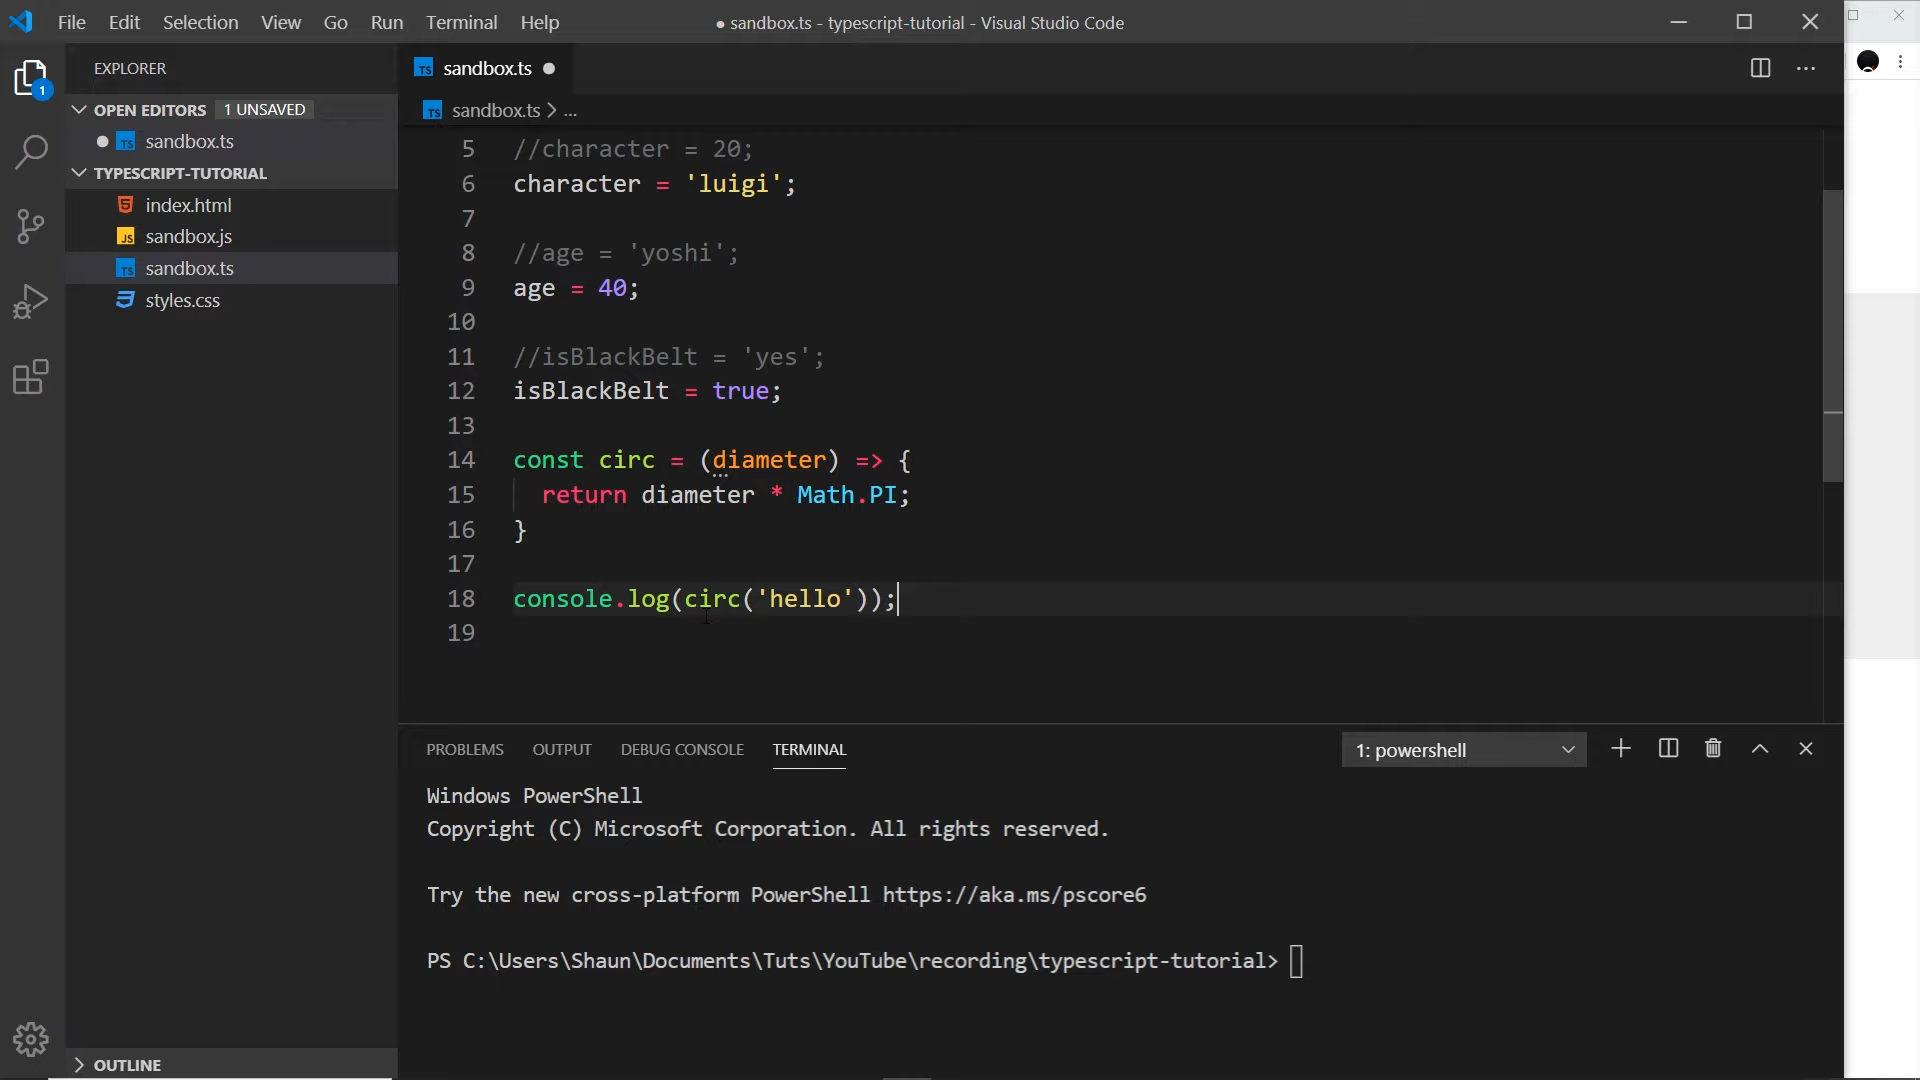 File Edit Selection View Go Run Terminal Help
● sandbox.ts - typescript-tutorial - Visual Studio Code
EXPLORER
OPEN EDITORS 1 UNSAVED
sandbox.ts
TYPESCRIPT-TUTORIAL
index.html
JS sandbox.js
TS sandbox.ts
styles.css
OUTLINE
1
TS sandbox.ts
TS sandbox.ts > ...
5 //character = 20;
6 character = 'luigi';
7
8 //age = 'yoshi';
9 age = 40;
10
11 //isBlackBelt = 'yes';
12 isBlackBelt = true;
13
14 const circ = (diameter) => {
15 return diameter * Math.PI;
16 }
17
18 console.log(circ('hello'));
19
PROBLEMS OUTPUT DEBUG CONSOLE TERMINAL 1: powershell
Windows PowerShell
Copyright (C) Microsoft Corporation. All rights reserved.
Try the new cross-platform PowerShell https://aka.ms/pscore6
PS C:\Users\Shaun\Documents\Tuts\YouTube\recording\typescript-tutorial>